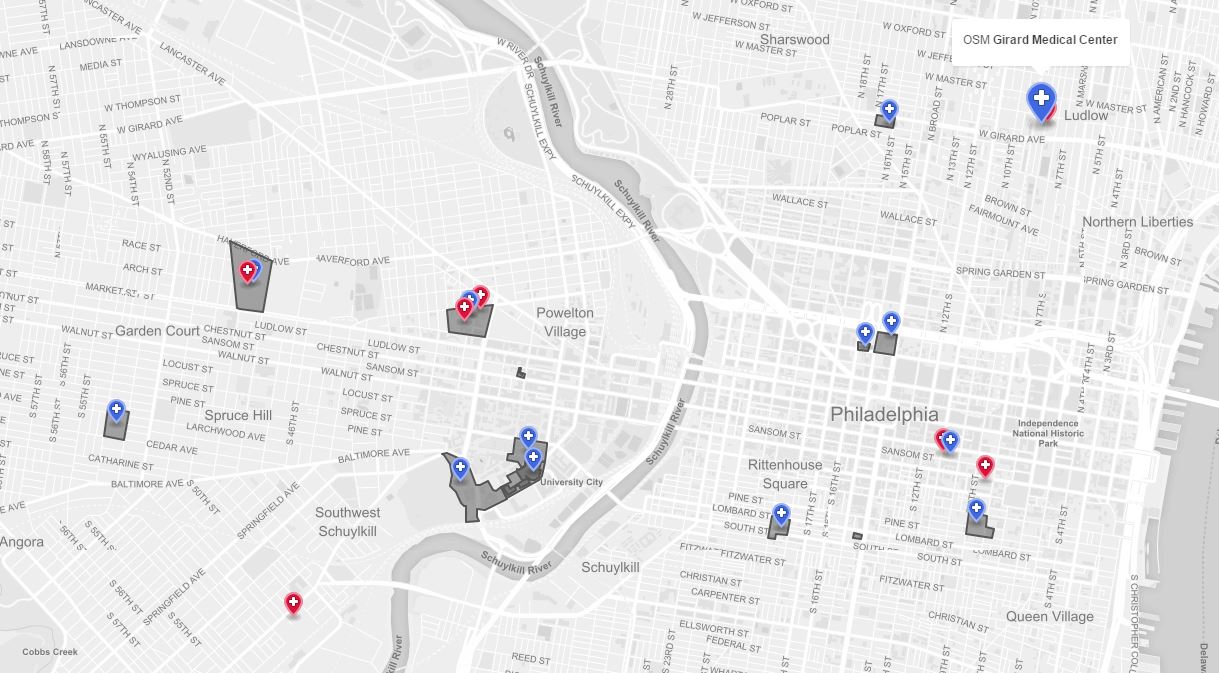 LANCASTER AVE
N 57TH ST
W OXFORD ST
W JEFFERSON ST
W OXFORD ST
Sharswood
OSM Girard Medical Center
LANSDOWNE AVE
LANCASTER AVE
W RIVER DR
W MASTER ST
MEDIA ST
W MASTER ST
N 28TH ST
N 18TH ST
N 17TH ST
N BROAD ST
N AMERICAN ST
N 2ND ST
N HANCOCK ST
N HOWARD ST
Schuylkill River
SCHUYLKILL EXPY
W THOMPSON ST
THOMPSON ST
W GIRARD AVE
POPLAR ST
POPLAR ST
W MASTER ST
Ludlow
W GIRARD AVE
N 58TH ST
N 57TH ST
N 55TH ST
N 54TH ST
N 52ND ST
WYALUSING AVE
N 16TH ST
N 15TH ST
N 13TH ST
N 12TH ST
N 10TH ST
N 7TH ST
N 5TH ST
N 4TH ST
SCHUYLKILL EXPY
Schuylkill River
WALLACE ST
WALLACE ST
BROWN ST
FAIRMOUNT AVE
Northern Liberties
RACE ST
HAVERFORD AVE
HAVERFORD AVE
N 5TH ST
N 3RD ST
BROWN ST
ARCH ST
MARKET ST
SPRING GARDEN ST
SPRING GARDEN ST
Powelton
Village
N 12TH ST
N 7TH S
WALNUT ST
Garden Court
CHESTNUT ST
LUDLOW ST
SANSOM ST
WALNUT ST
CHESTNUT ST
LUDLOW ST
SANSOM ST
WALNUT ST
N 4TH ST
N 3RD ST
S 57TH ST
S 56TH ST
S 56TH ST
S 55TH ST
LOCUST ST
SPRUCE ST
PINE ST
LOCUST ST
SPRUCE ST
PINE ST
Spruce Hill
LARCHWOOD AVE
S 46TH ST
CEDAR AVE
Philadelphia
Independence
National Historic
Park
SANSOM ST
SANSOM ST
Schuylkill River
CATHARINE ST
BALTIMORE AVE
BALTIMORE AVE
Rittenhouse
Square
University City
S 50TH ST
SPRINGFIELD AVE
S 12TH ST
S 17TH ST
S 16TH ST
PINE ST
LOMBARD ST
SOUTH ST
PINE ST
LOMBARD ST
LOMBARD ST
S 4TH ST
Southwest
Schuylkill
Angora
SOUTH ST
SOUTH ST
FITZWATER ST
FITZWATER ST
Schuylkill River
Schuylkill
S 56TH ST
S 57TH ST
S 55TH ST
SPRINGFIELD AVE
CHRISTIAN ST
CARPENTER ST
S 16TH ST
CHRISTIAN ST
S 4TH ST
Queen Village
S CHRISTOPHER COL
ELLSWORTH ST
FEDERAL ST
S 23RD ST
REED ST
WHARTON ST
Cobbs Creek
Delaw